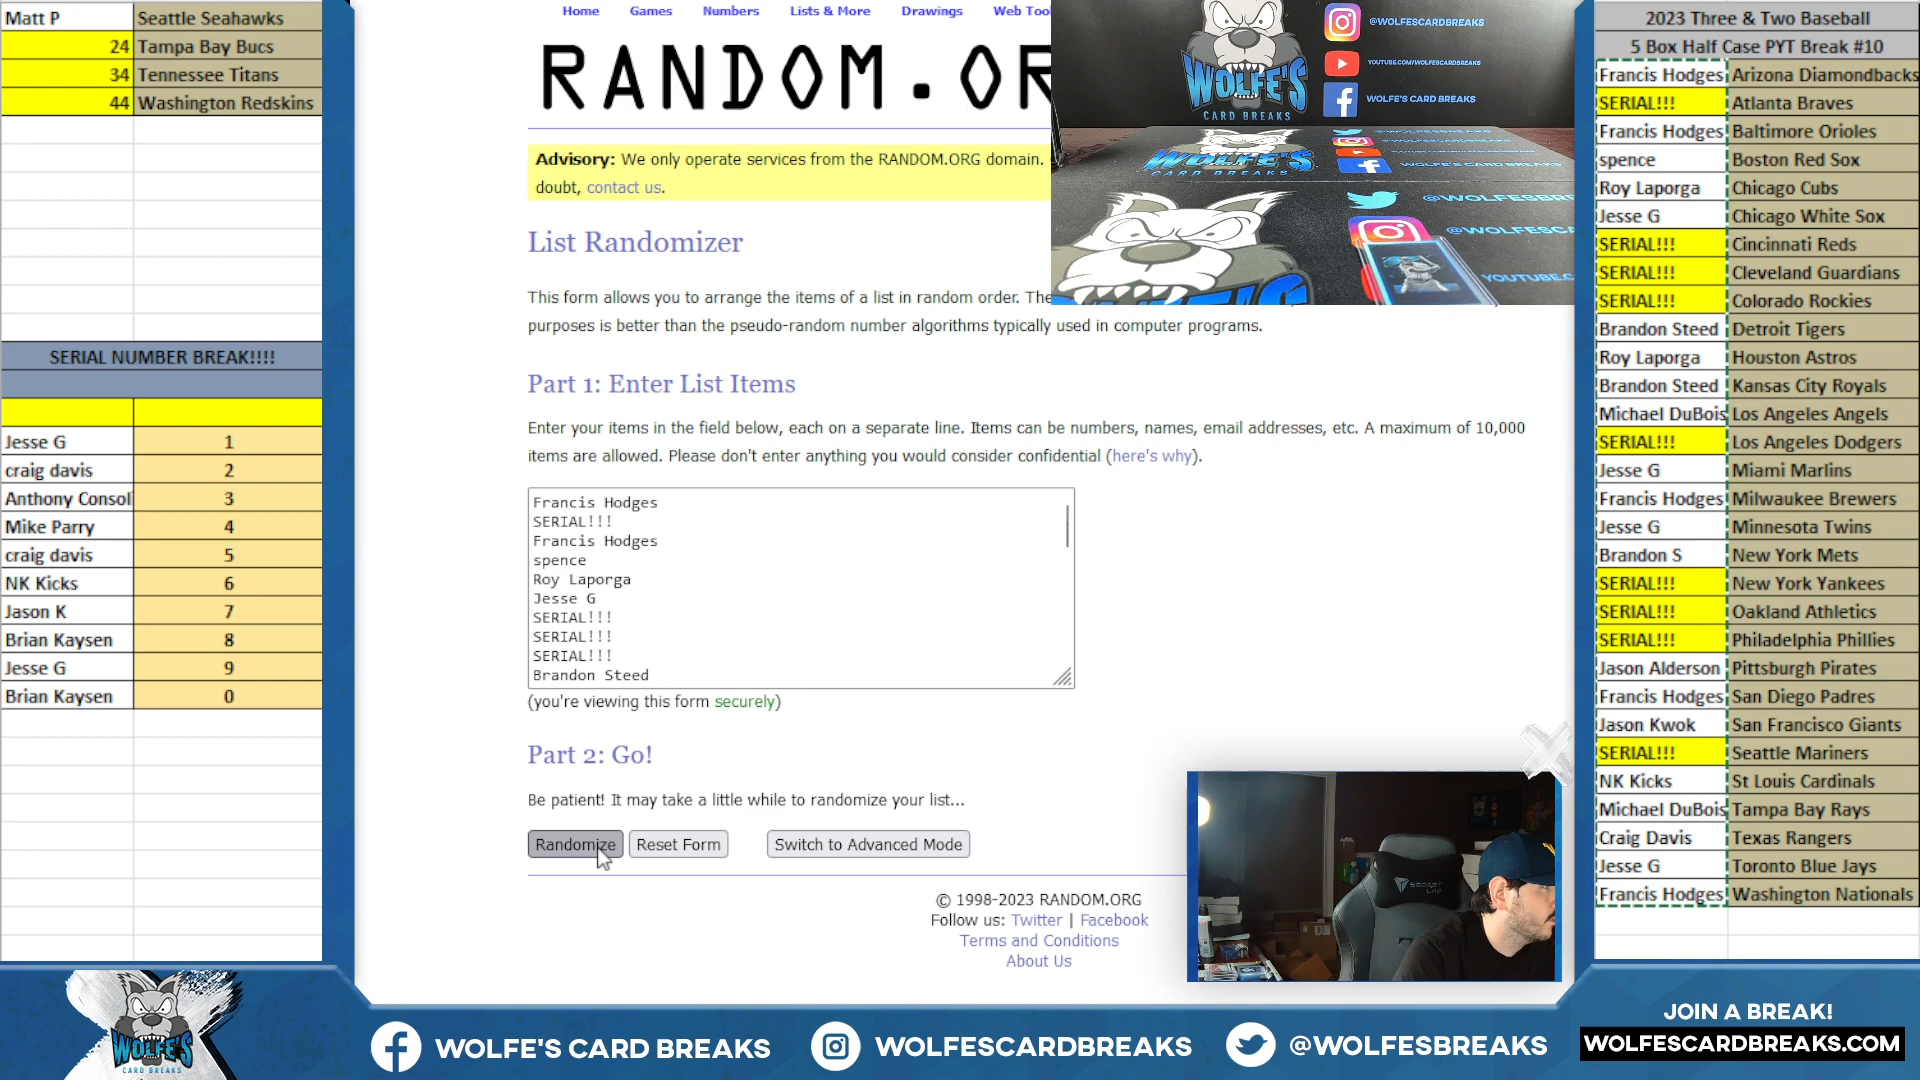 Matt P Seattle Seahawks
24 Tampa Bay Bucs
34 Tennessee Titans
44 Washington Redskins
SERIAL NUMBER BREAK!!!!
Jesse G 1
craig davis 2
Anthony Consol 3
Mike Parry 4
craig davis 5
NK Kicks 6
Jason K 7
Brian Kaysen 8
Jesse G 9
Brian Kaysen 0
Home Games Numbers Lists & More Drawings Web Too
RANDOM.OR
Advisory: We only operate services from the RANDOM.ORG domain.
doubt, contact us.
List Randomizer
This form allows you to arrange the items of a list in random order. The
purposes is better than the pseudo-random number algorithms typically used in computer programs.
Part 1: Enter List Items
Enter your items in the field below, each on a separate line. Items can be numbers, names, email addresses, etc. A maximum of 10,000
items are allowed. Please don't enter anything you would consider confidential (here's why).
Francis Hodges
SERIAL!!!
Francis Hodges
spence
Roy Laporga
Jesse G
SERIAL!!!
SERIAL!!!
SERIAL!!!
Brandon Steed
(you're viewing this form securely)
Part 2: Go!
Be patient! It may take a little while to randomize your list...
Randomize Reset Form Switch to Advanced Mode
© 1998-2023 RANDOM.ORG
Follow us: Twitter | Facebook
Terms and Conditions
About Us
WOLFE'S
CARD BREAKS
@WOLFESCARDBREAKS
YOUTUBE.COM/WOLFESCARDBREAKS
WOLFE'S CARD BREAKS
WOLFE'S
CARD BREAKS
@WOLFESBRE
@WOLFESCA
YOUTUBE.C
SECRET
LAB
2023 Three & Two Baseball
5 Box Half Case PYT Break #10
Francis Hodges Arizona Diamondbacks
SERIAL!!! Atlanta Braves
Francis Hodges Baltimore Orioles
spence Boston Red Sox
Roy Laporga Chicago Cubs
Jesse G Chicago White Sox
SERIAL!!! Cincinnati Reds
SERIAL!!! Cleveland Guardians
SERIAL!!! Colorado Rockies
Brandon Steed Detroit Tigers
Roy Laporga Houston Astros
Brandon Steed Kansas City Royals
Michael DuBois Los Angeles Angels
SERIAL!!! Los Angeles Dodgers
Jesse G Miami Marlins
Francis Hodges Milwaukee Brewers
Jesse G Minnesota Twins
Brandon S New York Mets
SERIAL!!! New York Yankees
SERIAL!!! Oakland Athletics
SERIAL!!! Philadelphia Phillies
Jason Alderson Pittsburgh Pirates
Francis Hodges San Diego Padres
Jason Kwok San Francisco Giants
SERIAL!!! Seattle Mariners
NK Kicks St Louis Cardinals
Michael DuBois Tampa Bay Rays
Craig Davis Texas Rangers
Jesse G Toronto Blue Jays
Francis Hodges Washington Nationals
WOLFE'S
CARD BREAKS
WOLFE'S CARD BREAKS WOLFESCARDBREAKS @WOLFESBREAKS
JOIN A BREAK!
WOLFESCARDBREAKS.COM